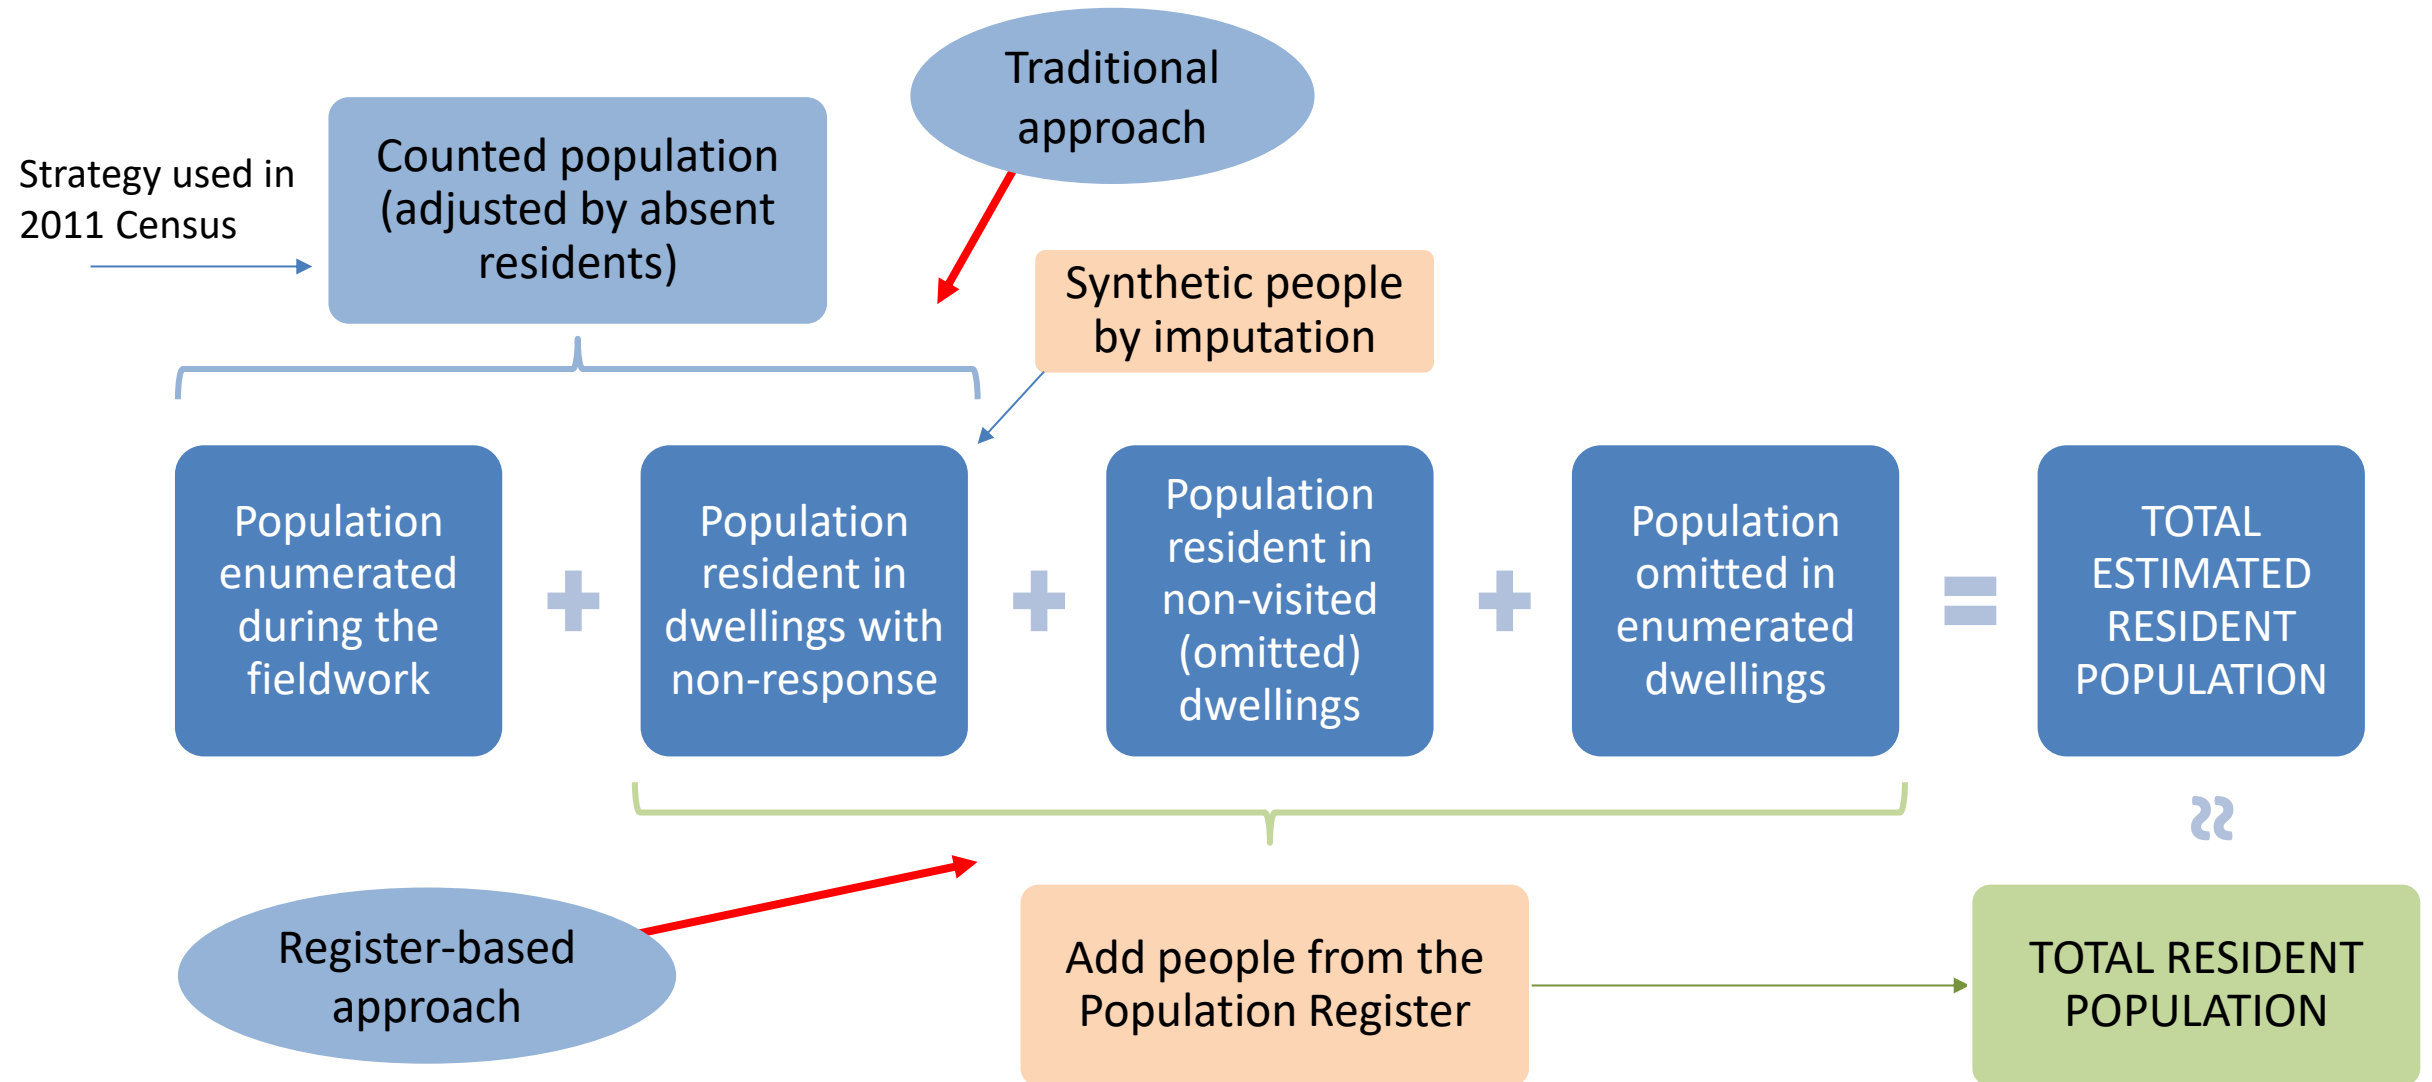 Traditional
approach
Strategy used in
2011 Census
Counted population
(adjusted by absent
residents)
Synthetic people
by imputation
Population
enumerated
during the
fieldwork
+
Population
resident in
dwellings with
non-response
+
Population
resident in
non-visited
(omitted)
dwellings
+
Population
omitted in
enumerated
dwellings
=
TOTAL
ESTIMATED
RESIDENT
POPULATION
≈
Register-based
approach
Add people from the
Population Register
TOTAL RESIDENT
POPULATION